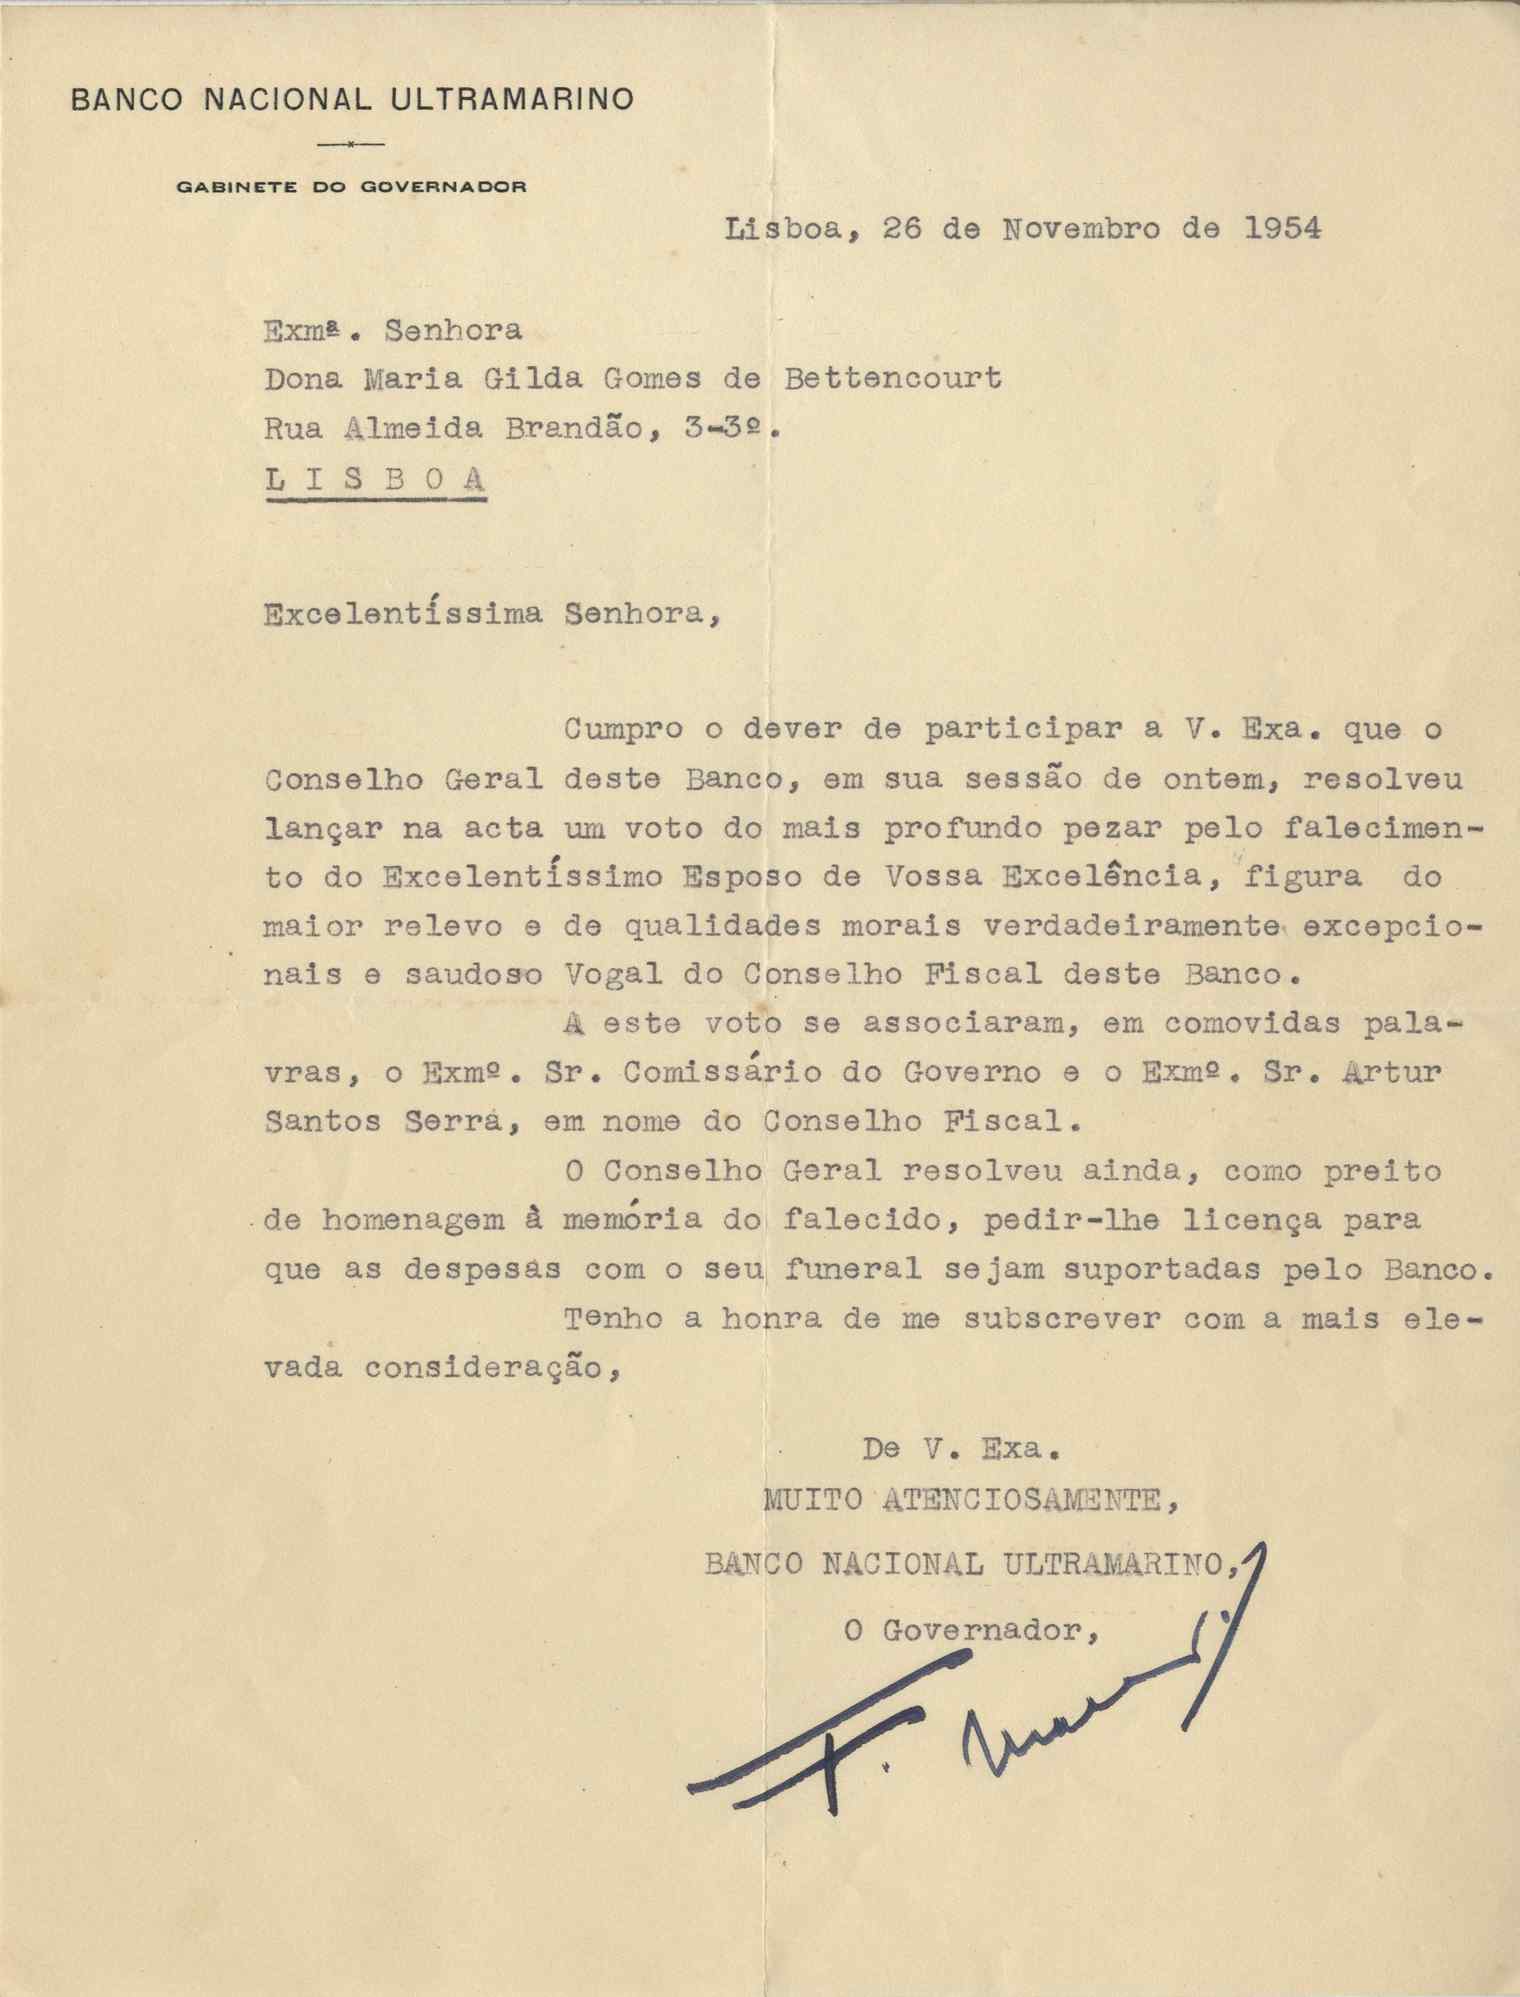 BANCO NACIONAL ULTRAMARINO
GABINETE DO GOVERNADOR
Lisboa, 26 de Novembro de 1954
Exmª. Senhora
Dona Maria Gilda Gomes de Bettencourt
Rua Almeida Brandão, 3-3º.
L I S B O A
Excelentíssima Senhora,
Cumpro o dever de participar a V. Exa. que o
Conselho Geral deste Banco, em sua sessão de ontem, resolveu
lançar na acta um voto do mais profundo pezar pelo falecimen-
to do Excelentíssimo Esposo de Vossa Excelência, figura do
maior relevo e de qualidades morais verdadeiramente excepcio-
nais e saudoso Vogal do Conselho Fiscal deste Banco.
A este voto se associaram, em comovidas pala-
vras, o Exmº. Sr. Comissário do Governo e o Exmº. Sr. Artur
Santos Serra, em nome do Conselho Fiscal.
O Conselho Geral resolveu ainda, como preito
de homenagem à memória do falecido, pedir-lhe licença para
que as despesas com o seu funeral sejam suportadas pelo Banco.
Tenho a honra de me subscrever com a mais ele-
vada consideração,
De V. Exa.
MUITO ATENCIOSAMENTE,
BANCO NACIONAL ULTRAMARINO,
O Governador,
F.